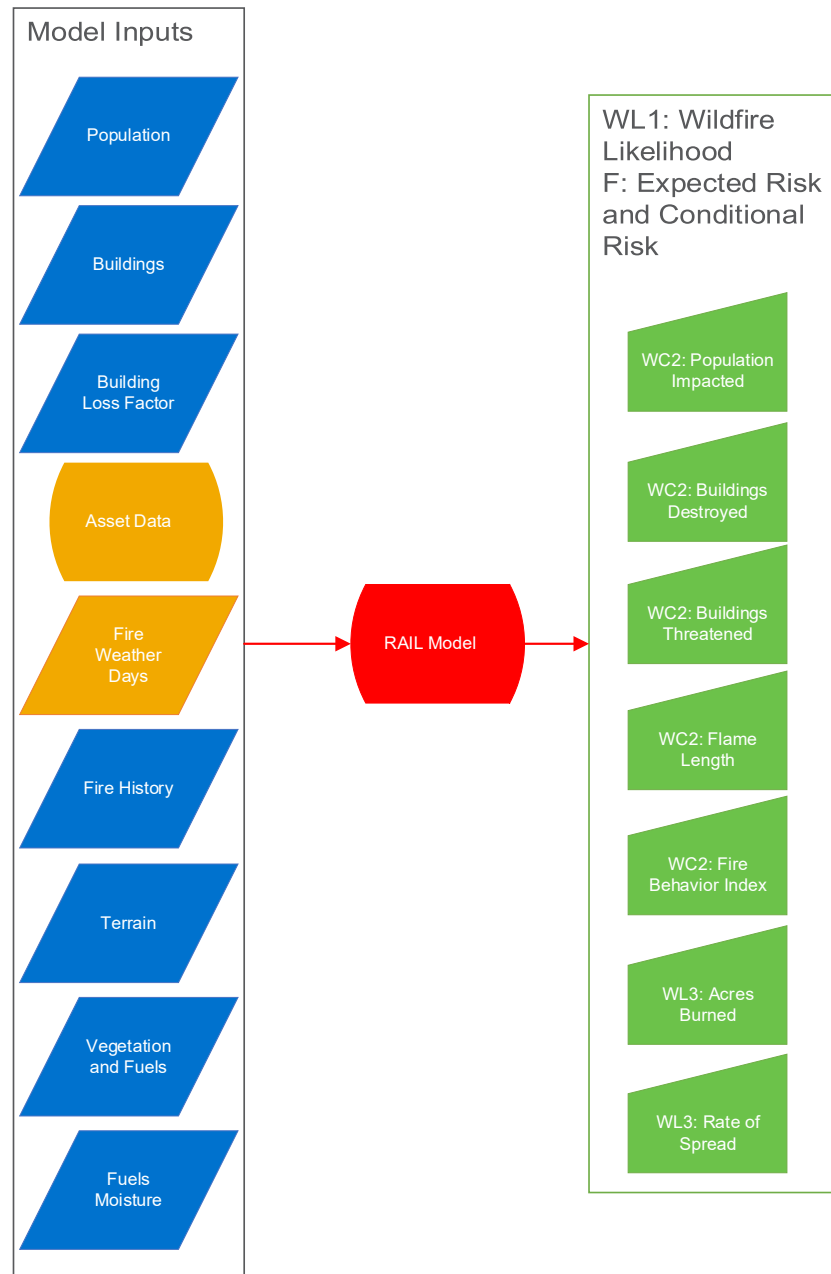 Model Inputs
Population
Buildings
Building
Loss Factor
Asset Data
Fire
Weather
Days
Fire History
Terrain
Vegetation
and Fuels
Fuels
Moisture
RAIL Model
WL1: Wildfire
Likelihood
F: Expected Risk
and Conditional
Risk
WC2: Population
Impacted
WC2: Buildings
Destroyed
WC2: Buildings
Threatened
WC2: Flame
Length
WC2: Fire
Behavior Index
WL3: Acres
Burned
WL3: Rate of
Spread